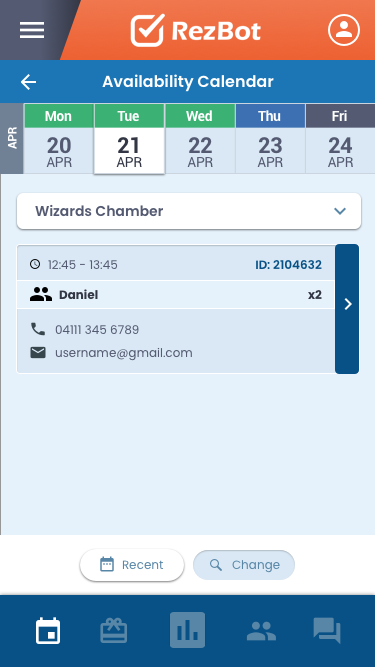 RezBot
Availability Calendar
APR
Mon Tue Wed Thu Fri
20 21 22 23 24
APR APR APR APR APR
Wizards Chamber
12:45 - 13:45 ID: 2104632
Daniel x2
04111 345 6789
username@gmail.com
Recent Change